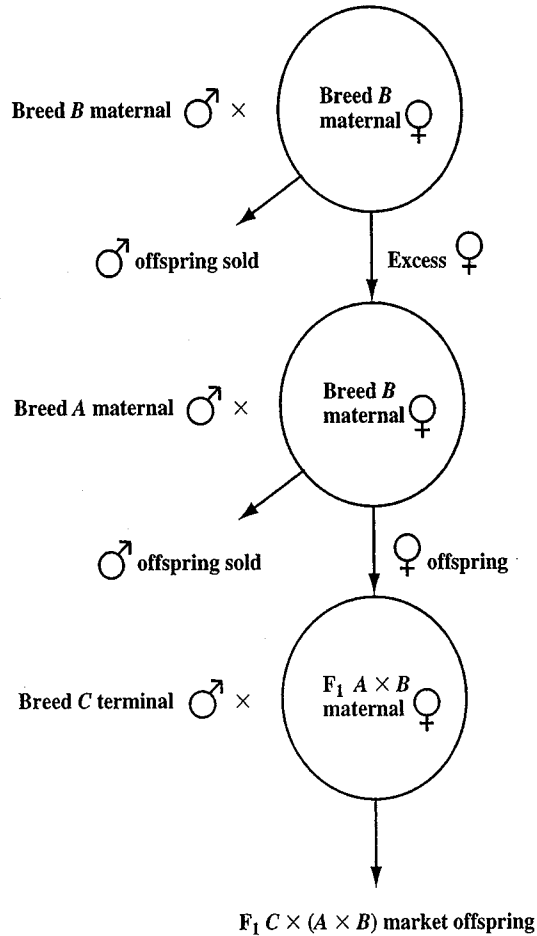 Breed B maternal ♂ ×
Breed B
maternal ♀
♂ offspring sold
Excess ♀
Breed A maternal ♂ ×
Breed B
maternal ♀
♂ offspring sold
♀ offspring
Breed C terminal ♂ ×
F₁ A × B
maternal ♀
F₁ C × (A × B) market offspring